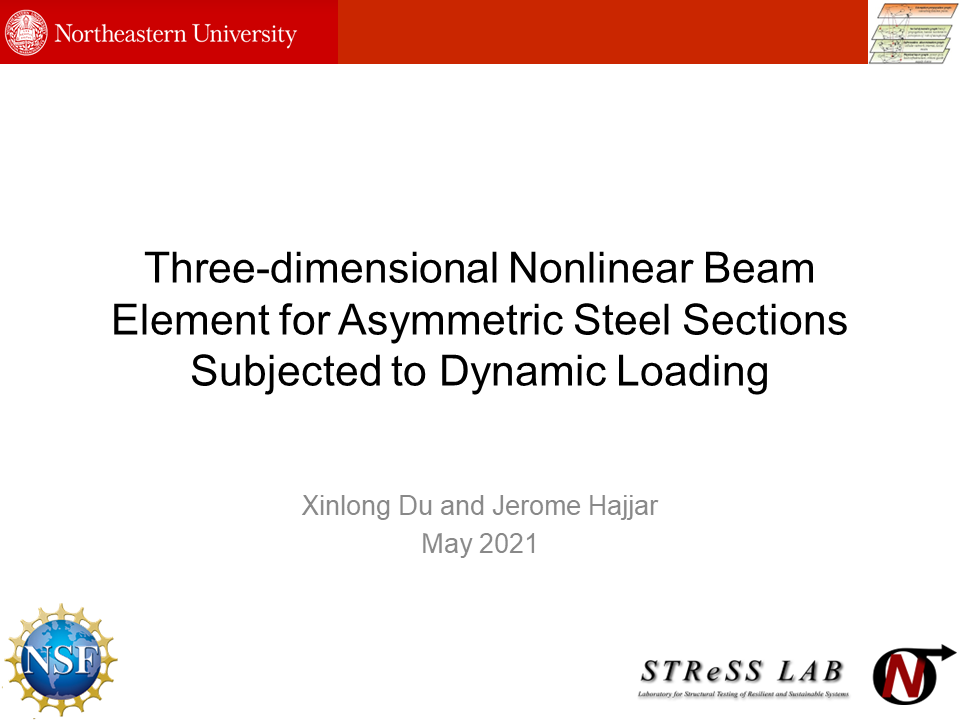 Northeastern University
Three-dimensional Nonlinear Beam
Element for Asymmetric Steel Sections
Subjected to Dynamic Loading
Xinlong Du and Jerome Hajjar
May 2021
NSF
STReSS LAB
Laboratory for Structural Testing of Resilient and Sustainable Systems
N